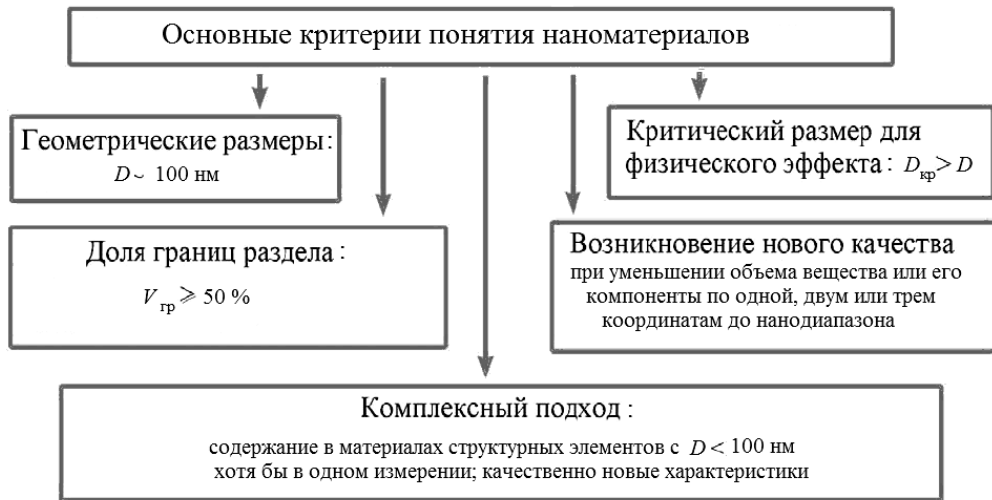 Основные критерии понятия наноматериалов
Геометрические размеры:
D ~ 100 нм
Критический размер для
физического эффекта: Dкр> D
Доля границ раздела:
Vгр ⩾ 50 %
Возникновение нового качества
при уменьшении объема вещества или его
компоненты по одной, двум или трем
координатам до нанодиапазона
Комплексный подход:
содержание в материалах структурных элементов с D < 100 нм
хотя бы в одном измерении; качественно новые характеристики